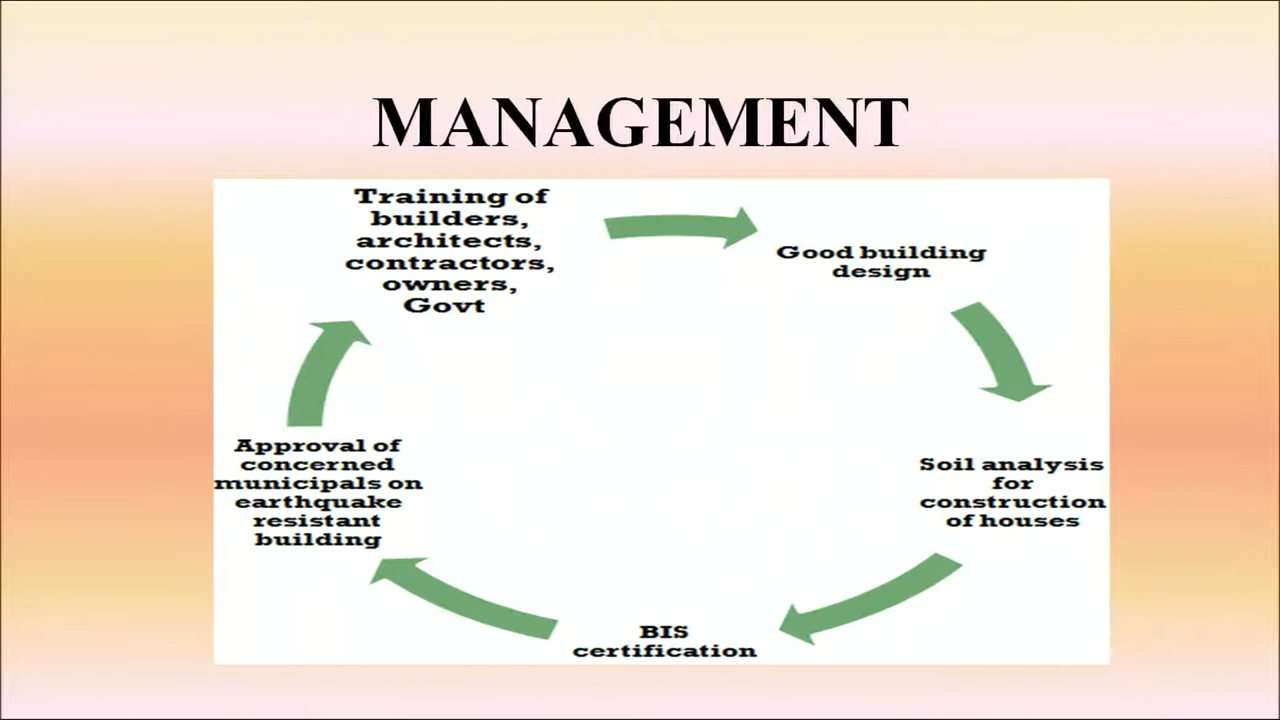 MANAGEMENT
Training of
builders,
architects,
contractors,
owners,
Govt
Good building
design
Soil analysis
for
construction
of houses
BIS
certification
Approval of
concerned
municipals on
earthquake
resistant
building